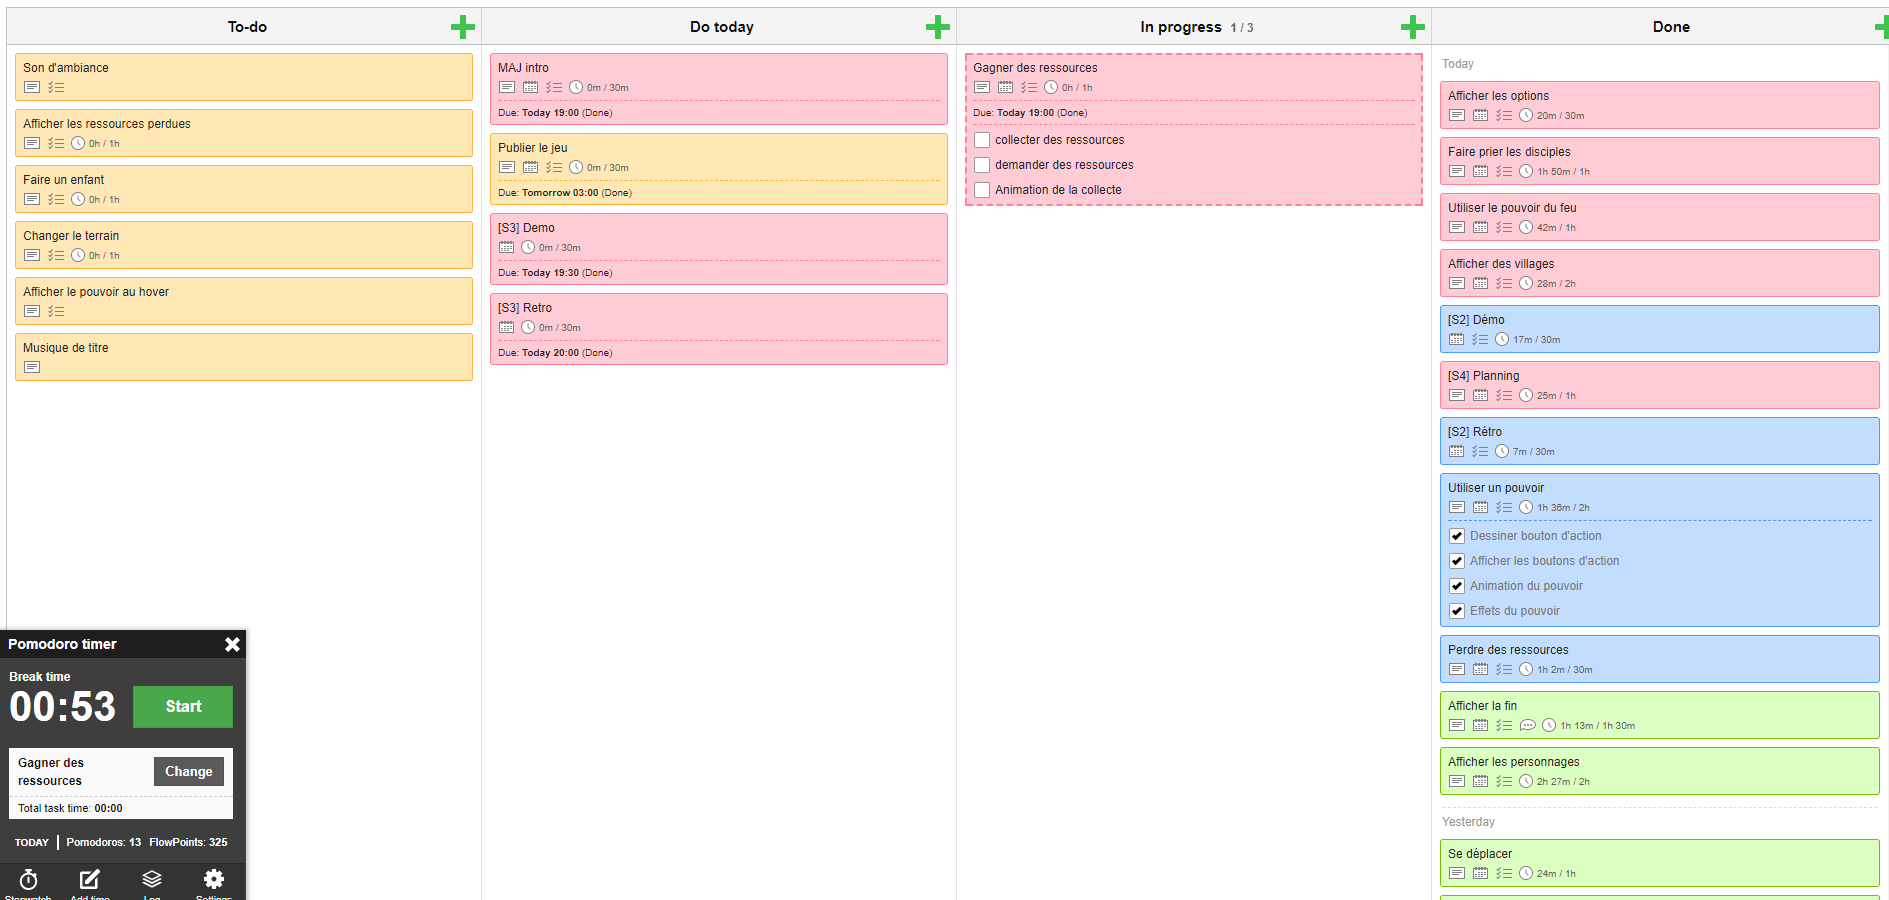 To-do
Son d'ambiance
Afficher les ressources perdues
0h / 1h
Faire un enfant
0h / 1h
Changer le terrain
0h / 1h
Afficher le pouvoir au hover
Musique de titre
Do today
MAJ intro
0m / 30m
Due: Today 19:00 (Done)
Publier le jeu
0m / 30m
Due: Tomorrow 03:00 (Done)
[S3] Demo
0m / 30m
Due: Today 19:30 (Done)
[S3] Retro
0m / 30m
Due: Today 20:00 (Done)
In progress 1 / 3
Gagner des ressources
0h / 1h
Due: Today 19:00 (Done)
collecter des ressources
demander des ressources
Animation de la collecte
Done
Today
Afficher les options
20m / 30m
Faire prier les disciples
1h 50m / 1h
Utiliser le pouvoir du feu
42m / 1h
Afficher des villages
28m / 2h
[S2] Démo
17m / 30m
[S4] Planning
25m / 1h
[S2] Rétro
7m / 30m
Utiliser un pouvoir
1h 36m / 2h
Dessiner bouton d'action
Afficher les boutons d'action
Animation du pouvoir
Effets du pouvoir
Perdre des ressources
1h 2m / 30m
Afficher la fin
1h 13m / 1h 30m
Afficher les personnages
2h 27m / 2h
Yesterday
Se déplacer
24m / 1h
Pomodoro timer
Break time
00:53
Start
Gagner des
ressources
Change
Total task time: 00:00
TODAY Pomodoros: 13 FlowPoints: 325
Stopwatch Add time Log Settings